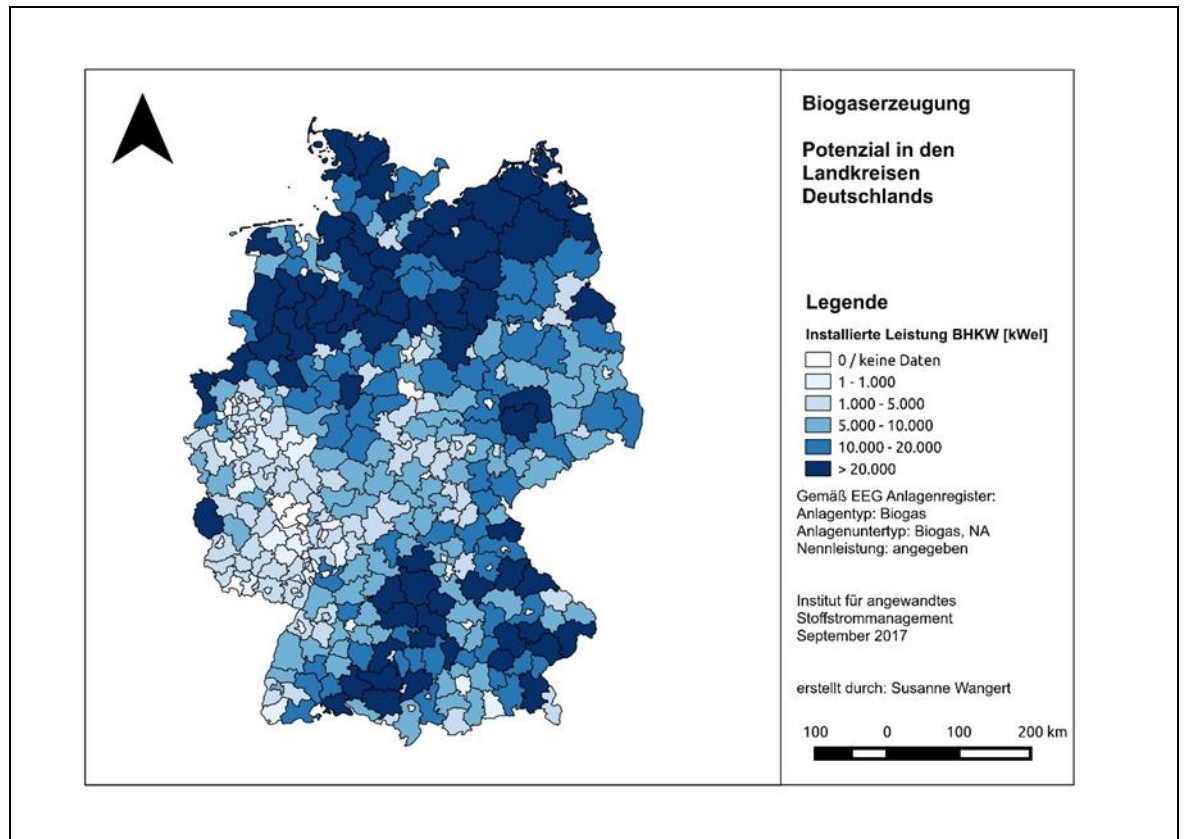 Biogaserzeugung
Potenzial in den
Landkreisen
Deutschlands
Legende
Installierte Leistung BHKW [kWel]
0 / keine Daten
1 - 1.000
1.000 - 5.000
5.000 - 10.000
10.000 - 20.000
> 20.000
Gemäß EEG Anlagenregister:
Anlagentyp: Biogas
Anlagenuntertyp: Biogas, NA
Nennleistung: angegeben
Institut für angewandtes
Stoffstrommanagement
September 2017
erstellt durch: Susanne Wangert
100 0 100 200 km